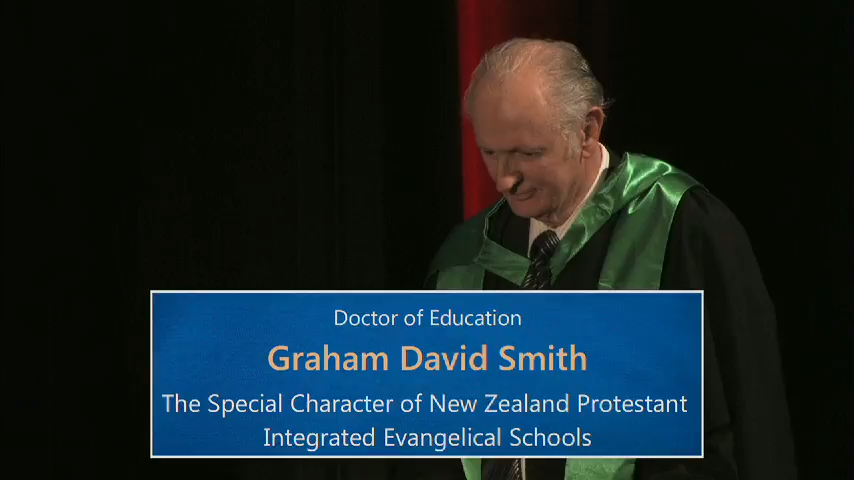 Doctor of Education
Graham David Smith
The Special Character of New Zealand Protestant
Integrated Evangelical Schools